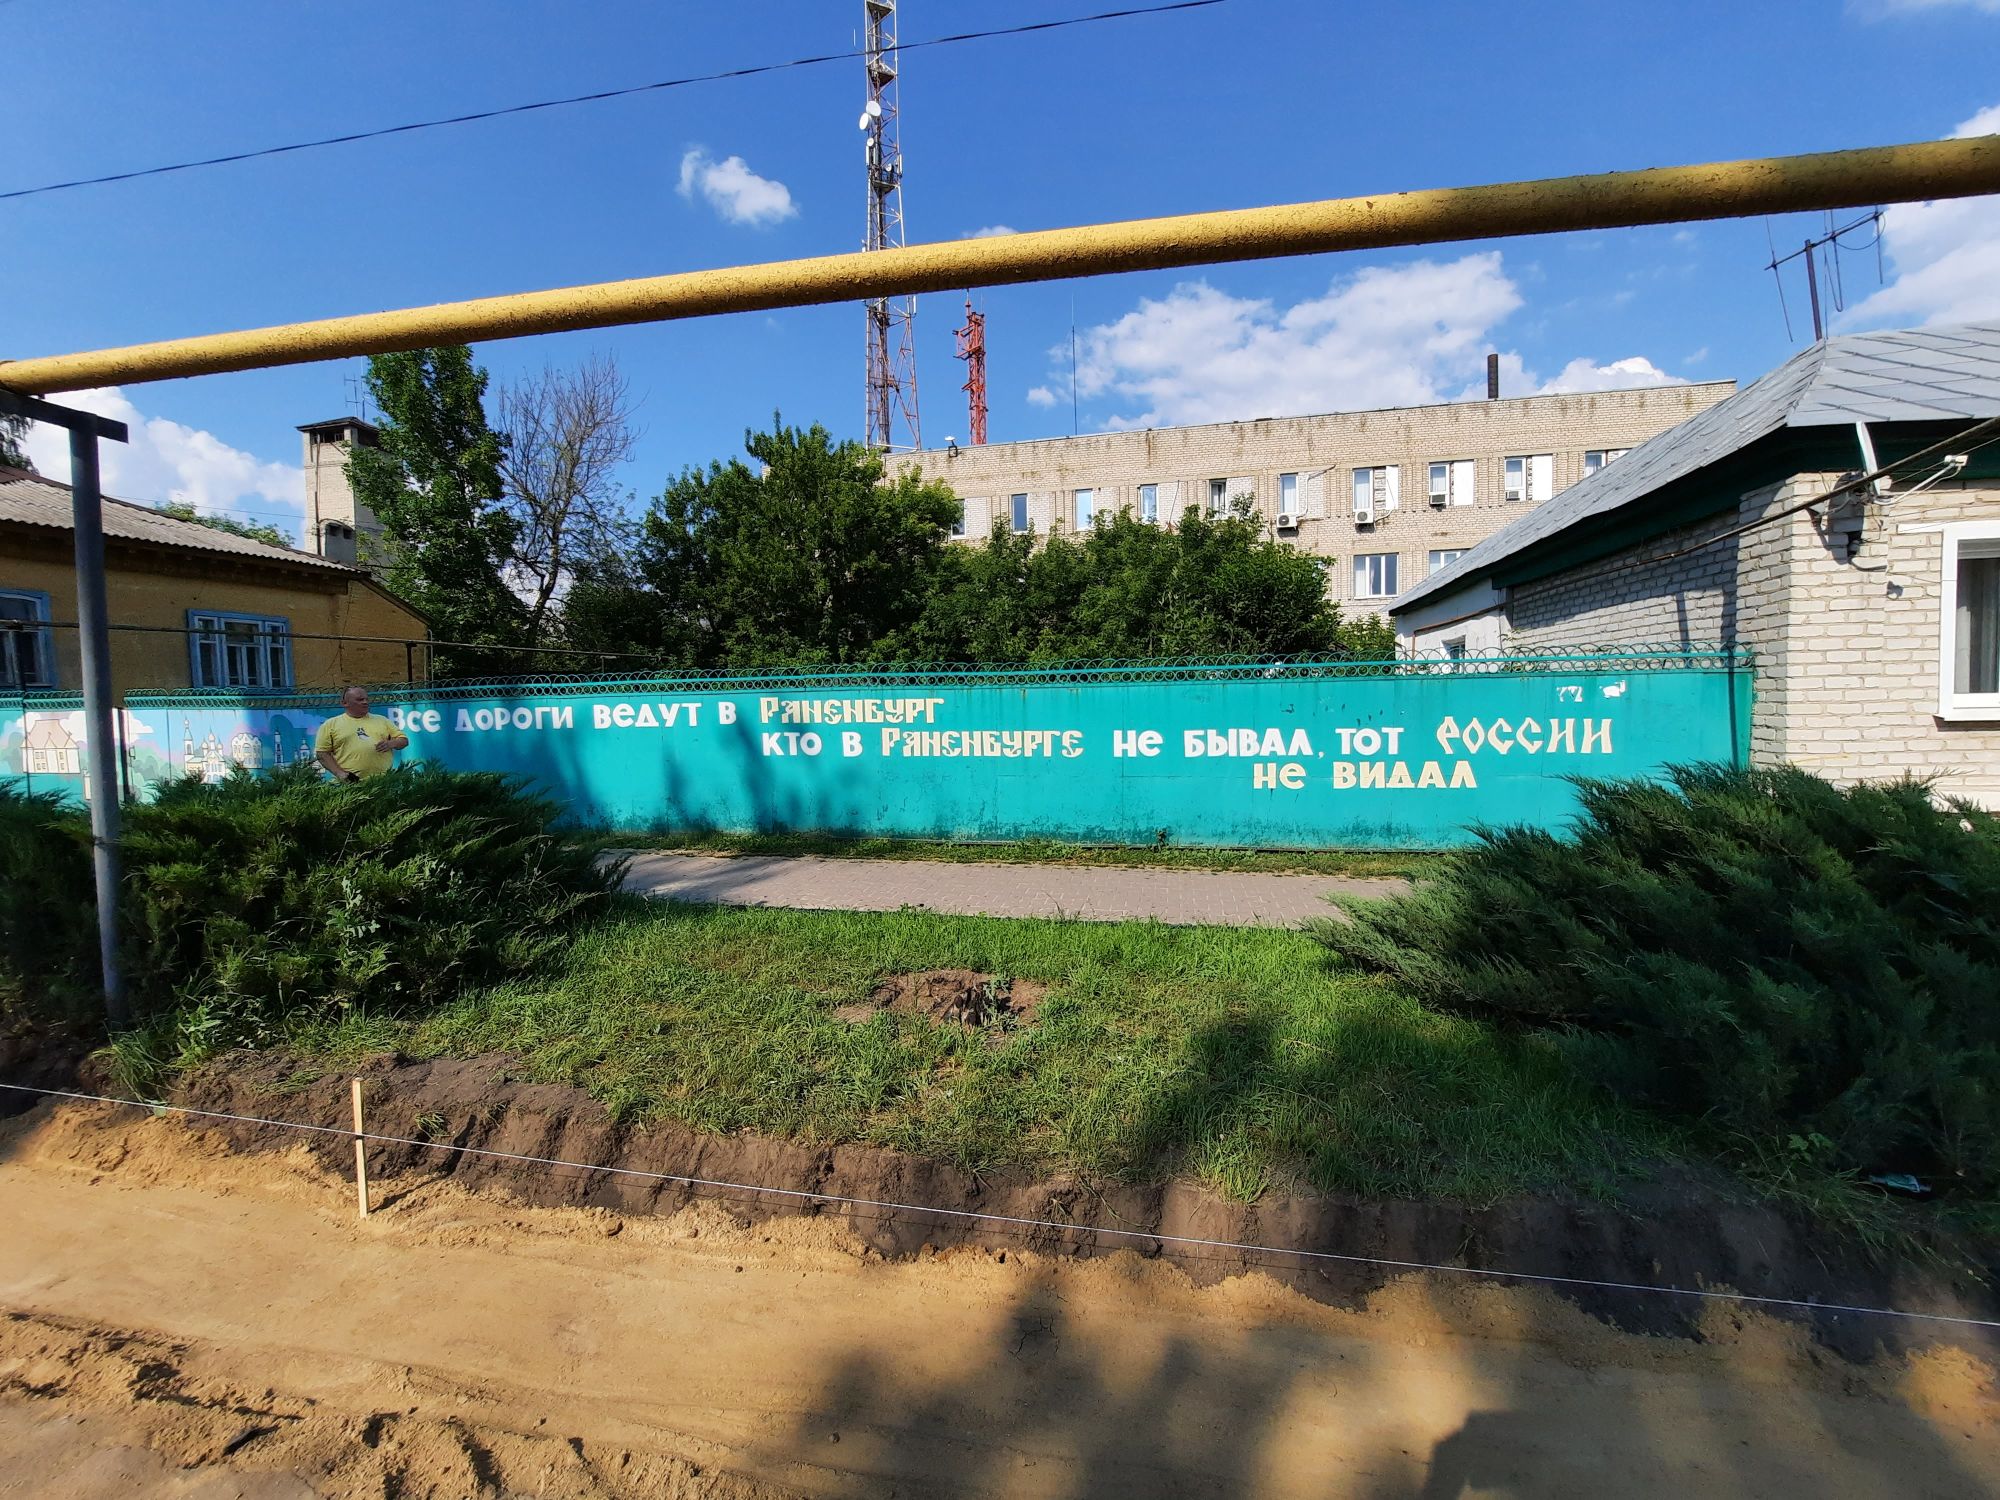 Все дороги ведут в Раненбург
кто в Раненбурге не бывал, тот России
не видал